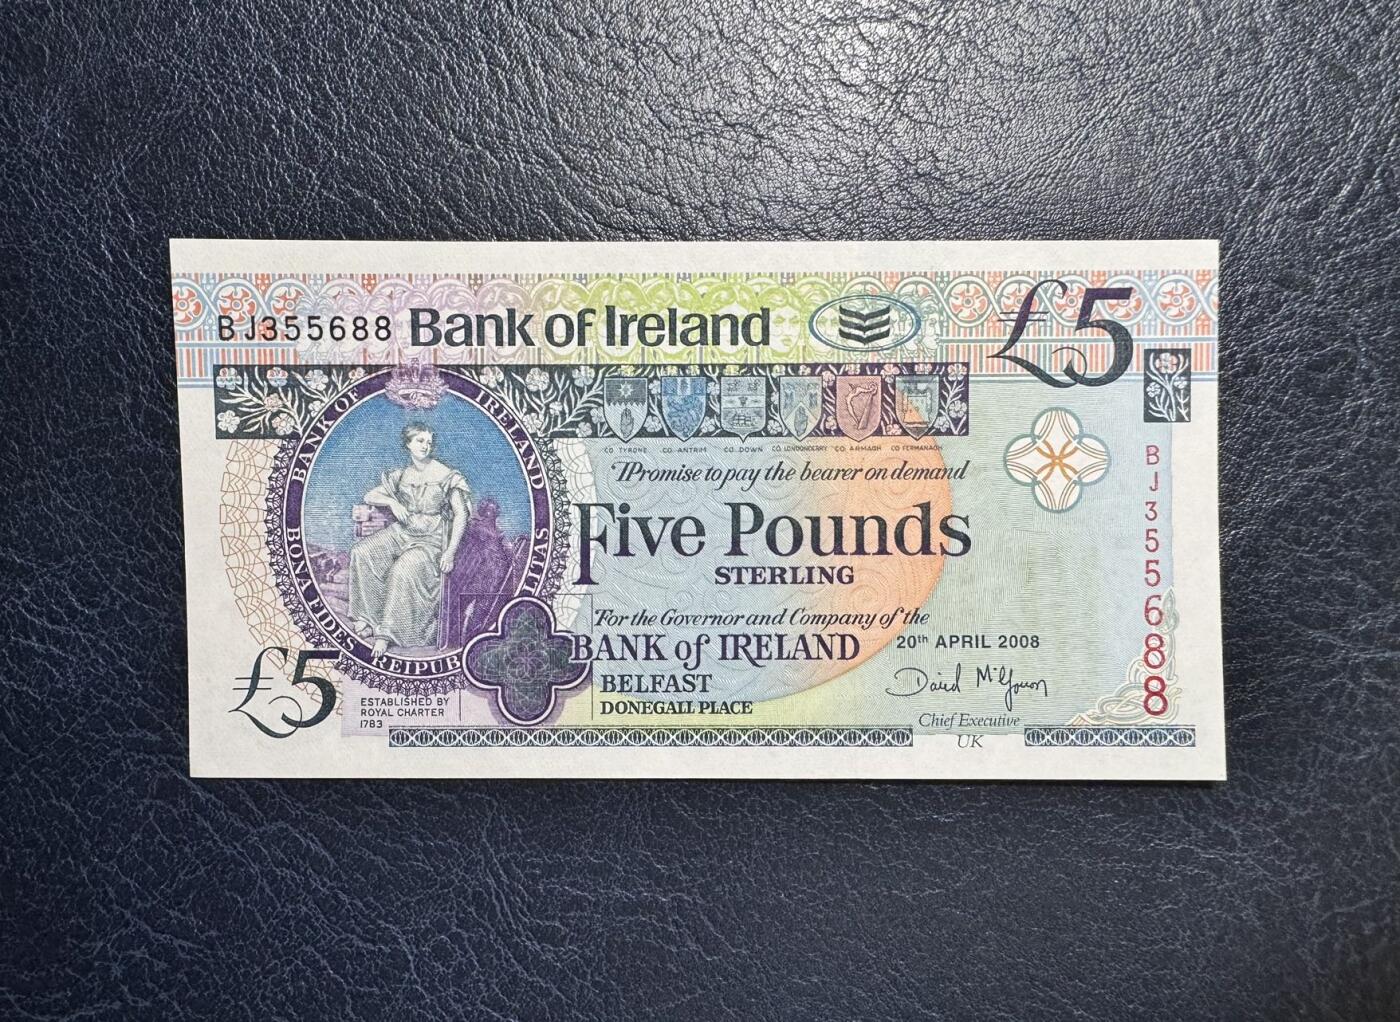 BJ355688 Bank of Ireland £5
BANK OF IRELAND
BONA FIDES REIPUB LITAS
CO TYRONE CO ANTRIM CO DOWN CO LONDONDERRY CO ARMAGH CO FERMANAGH
I Promise to pay the bearer on demand
Five Pounds
STERLING
For the Governor and Company of the
BANK of IRELAND 20th APRIL 2008
BELFAST
DONEGALL PLACE
Chief Executive
UK
£5
ESTABLISHED BY
ROYAL CHARTER
1783
BJ355688